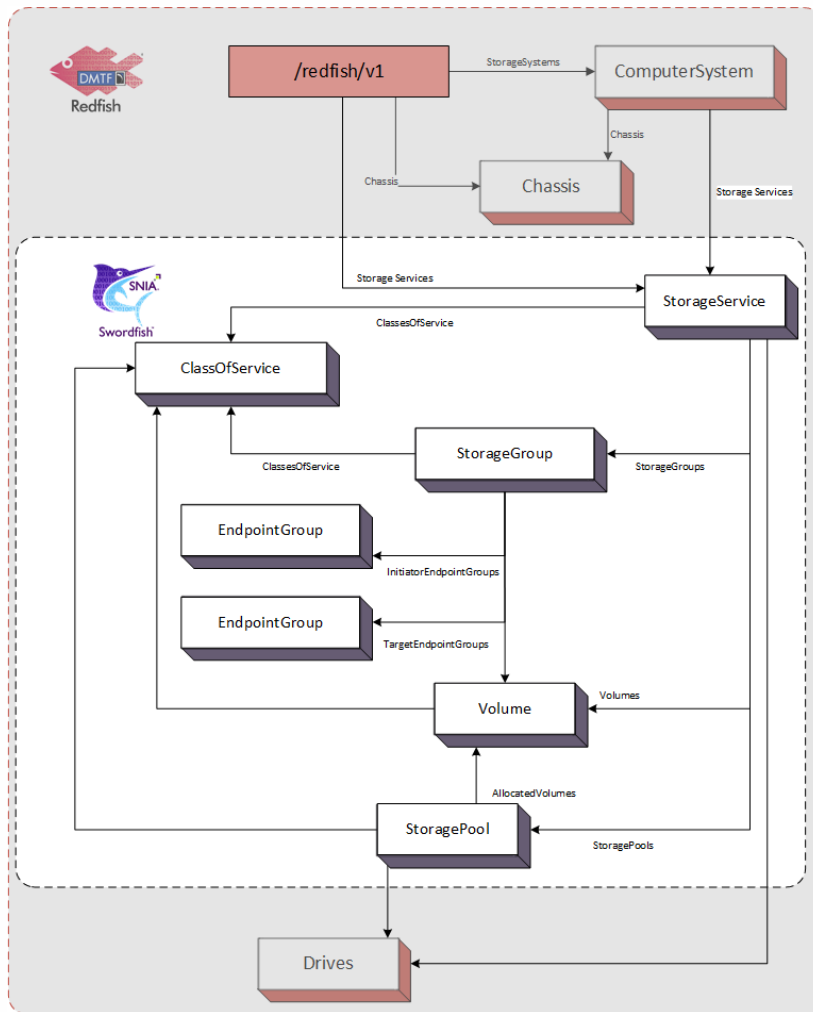 /redfish/v1
StorageSystems
ComputerSystem
DMTF
Redfish
Chassis
Chassis
Chassis
Storage Services
SNIA
Swordfish
Storage Services
StorageService
ClassesOfService
ClassOfService
StorageGroup
ClassesOfService
StorageGroups
EndpointGroup
InitiatorEndpointGroups
EndpointGroup
TargetEndpointGroups
Volumes
Volume
AllocatedVolumes
StoragePool
StoragePools
Drives